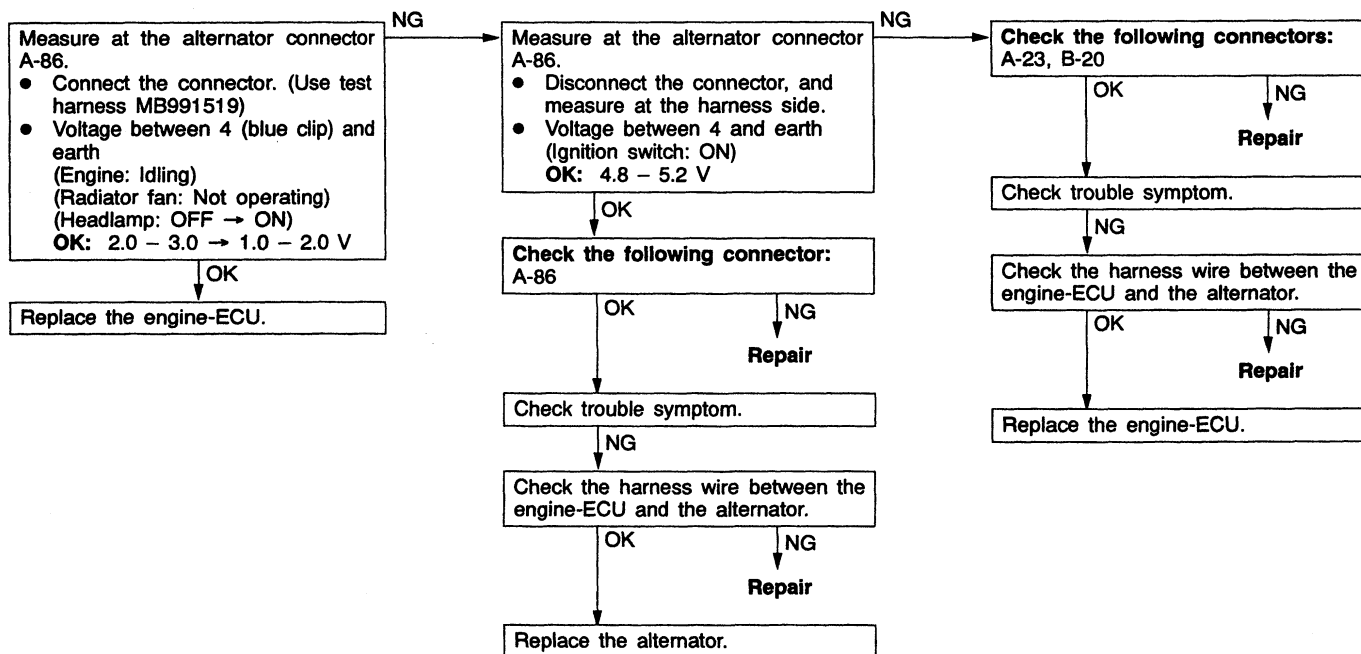 NG
Measure at the alternator connector
A-86.
● Connect the connector. (Use test
harness MB991519)
● Voltage between 4 (blue clip) and
earth
(Engine: Idling)
(Radiator fan: Not operating)
(Headlamp: OFF → ON)
OK: 2.0 – 3.0 → 1.0 – 2.0 V
OK
Replace the engine-ECU.
NG
Measure at the alternator connector
A-86.
● Disconnect the connector, and
measure at the harness side.
● Voltage between 4 and earth
(Ignition switch: ON)
OK: 4.8 – 5.2 V
OK
Check the following connector:
A-86
OK
NG
Repair
Check trouble symptom.
NG
Check the harness wire between the
engine-ECU and the alternator.
OK
NG
Repair
Replace the alternator.
Check the following connectors:
A-23, B-20
OK
NG
Repair
Check trouble symptom.
NG
Check the harness wire between the
engine-ECU and the alternator.
OK
NG
Repair
Replace the engine-ECU.